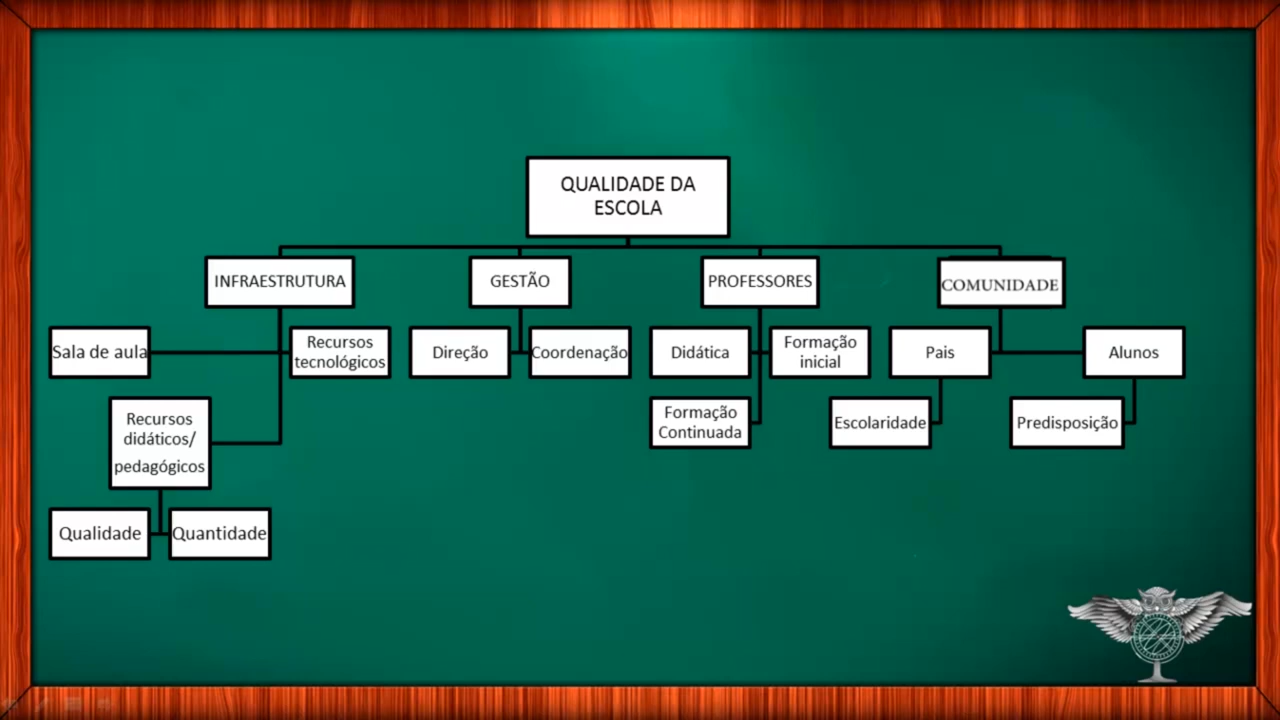 QUALIDADE DA
ESCOLA
INFRAESTRUTURA
GESTÃO
PROFESSORES
COMUNIDADE
Sala de aula
Recursos
tecnológicos
Direção
Coordenação
Didática
Formação
inicial
Pais
Alunos
Recursos
didáticos/
pedagógicos
Formação
Continuada
Escolaridade
Predisposição
Qualidade
Quantidade